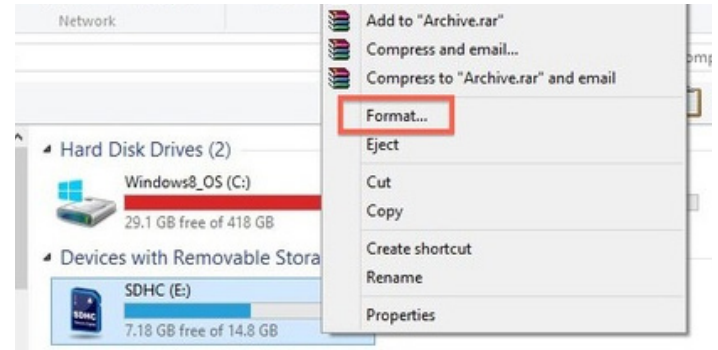 Network
Add to "Archive.rar"
Compress and email...
Compress to "Archive.rar" and email
Format...
Eject
Cut
Copy
Create shortcut
Rename
Properties
Hard Disk Drives (2)
Windows8_OS (C:)
29.1 GB free of 418 GB
Devices with Removable Stora
SDHC (E:)
SDHC
7.18 GB free of 14.8 GB